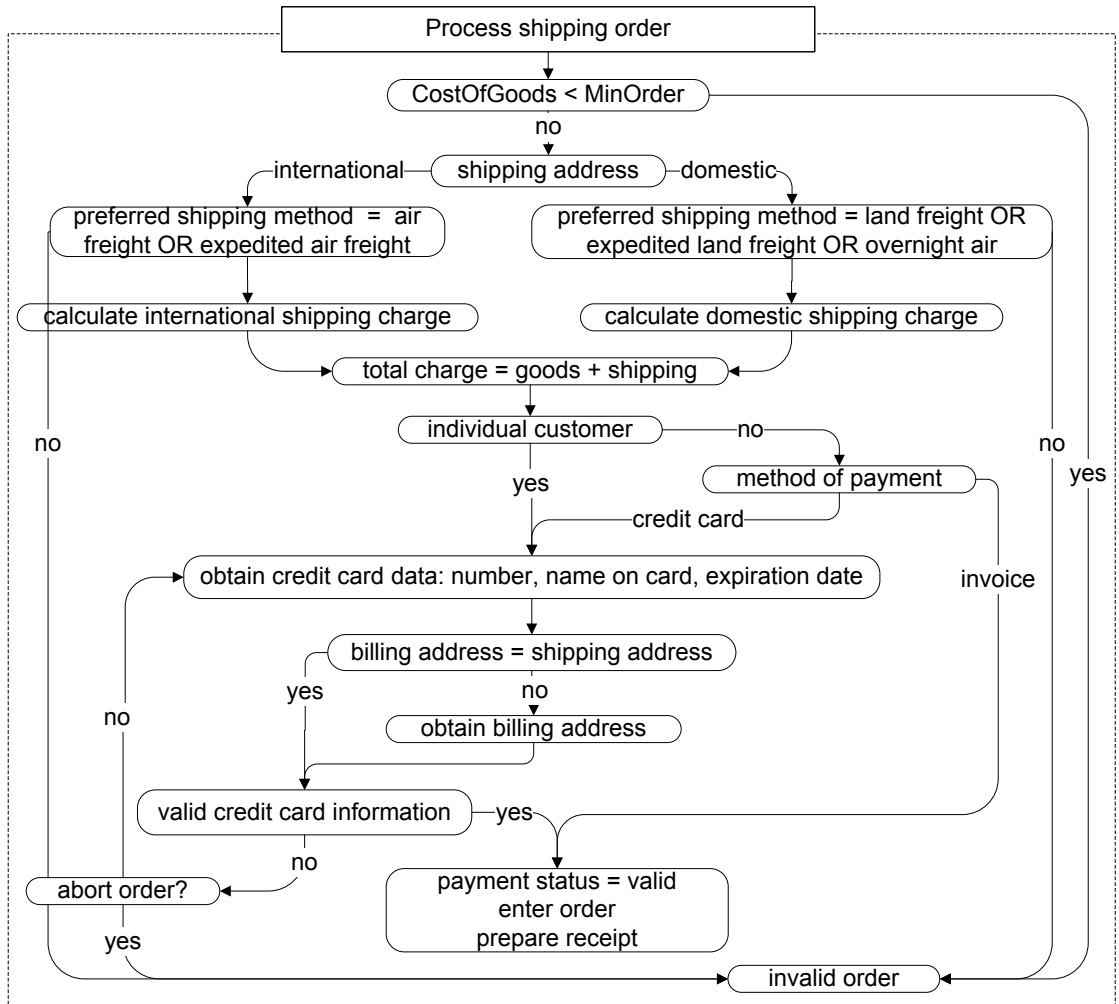 Process shipping order
CostOfGoods < MinOrder
no
international
shipping address
domestic
preferred shipping method = air
freight OR expedited air freight
preferred shipping method = land freight OR
expedited land freight OR overnight air
calculate international shipping charge
calculate domestic shipping charge
total charge = goods + shipping
individual customer
no
no
no
yes
yes
method of payment
credit card
obtain credit card data: number, name on card, expiration date
invoice
billing address = shipping address
yes
no
no
obtain billing address
valid credit card information
yes
no
abort order?
payment status = valid
enter order
prepare receipt
yes
invalid order